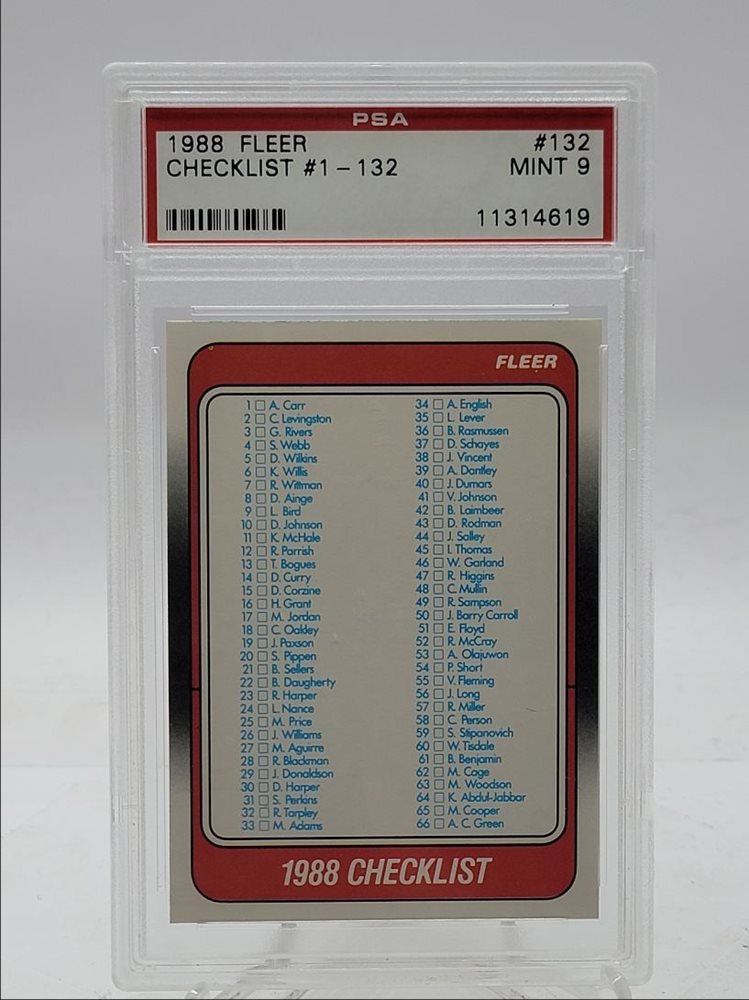 PSA
1988 FLEER #132
CHECKLIST #1 - 132 MINT 9
11314619
FLEER
1 □ A. Carr
2 □ C. Levingston
3 □ G. Rivers
4 □ S. Webb
5 □ D. Wilkins
6 □ K. Willis
7 □ R. Wittman
8 □ D. Ainge
9 □ L. Bird
10 □ D. Johnson
11 □ K. McHale
12 □ R. Parrish
13 □ T. Bogues
14 □ D. Curry
15 □ D. Corzine
16 □ H. Grant
17 □ M. Jordan
18 □ C. Oakley
19 □ J. Paxson
20 □ S. Pippen
21 □ B. Sellers
22 □ B. Daugherty
23 □ R. Harper
24 □ L. Nance
25 □ M. Price
26 □ J. Williams
27 □ M. Aguirre
28 □ R. Blackman
29 □ J. Donaldson
30 □ D. Harper
31 □ S. Perkins
32 □ R. Tarpley
33 □ M. Adams
34 □ A. English
35 □ L. Lever
36 □ B. Rasmussen
37 □ D. Schayes
38 □ J. Vincent
39 □ A. Dantley
40 □ J. Dumars
41 □ V. Johnson
42 □ B. Laimbeer
43 □ D. Rodman
44 □ J. Salley
45 □ I. Thomas
46 □ W. Garland
47 □ R. Higgins
48 □ C. Mullin
49 □ R. Sampson
50 □ J. Barry Carroll
51 □ E. Floyd
52 □ R. McCray
53 □ A. Olajuwon
54 □ P. Short
55 □ V. Fleming
56 □ J. Long
57 □ R. Miller
58 □ C. Person
59 □ S. Stipanovich
60 □ W. Tisdale
61 □ B. Benjamin
62 □ M. Cage
63 □ M. Woodson
64 □ K. Abdul-Jabbar
65 □ M. Cooper
66 □ A. C. Green
1988 CHECKLIST